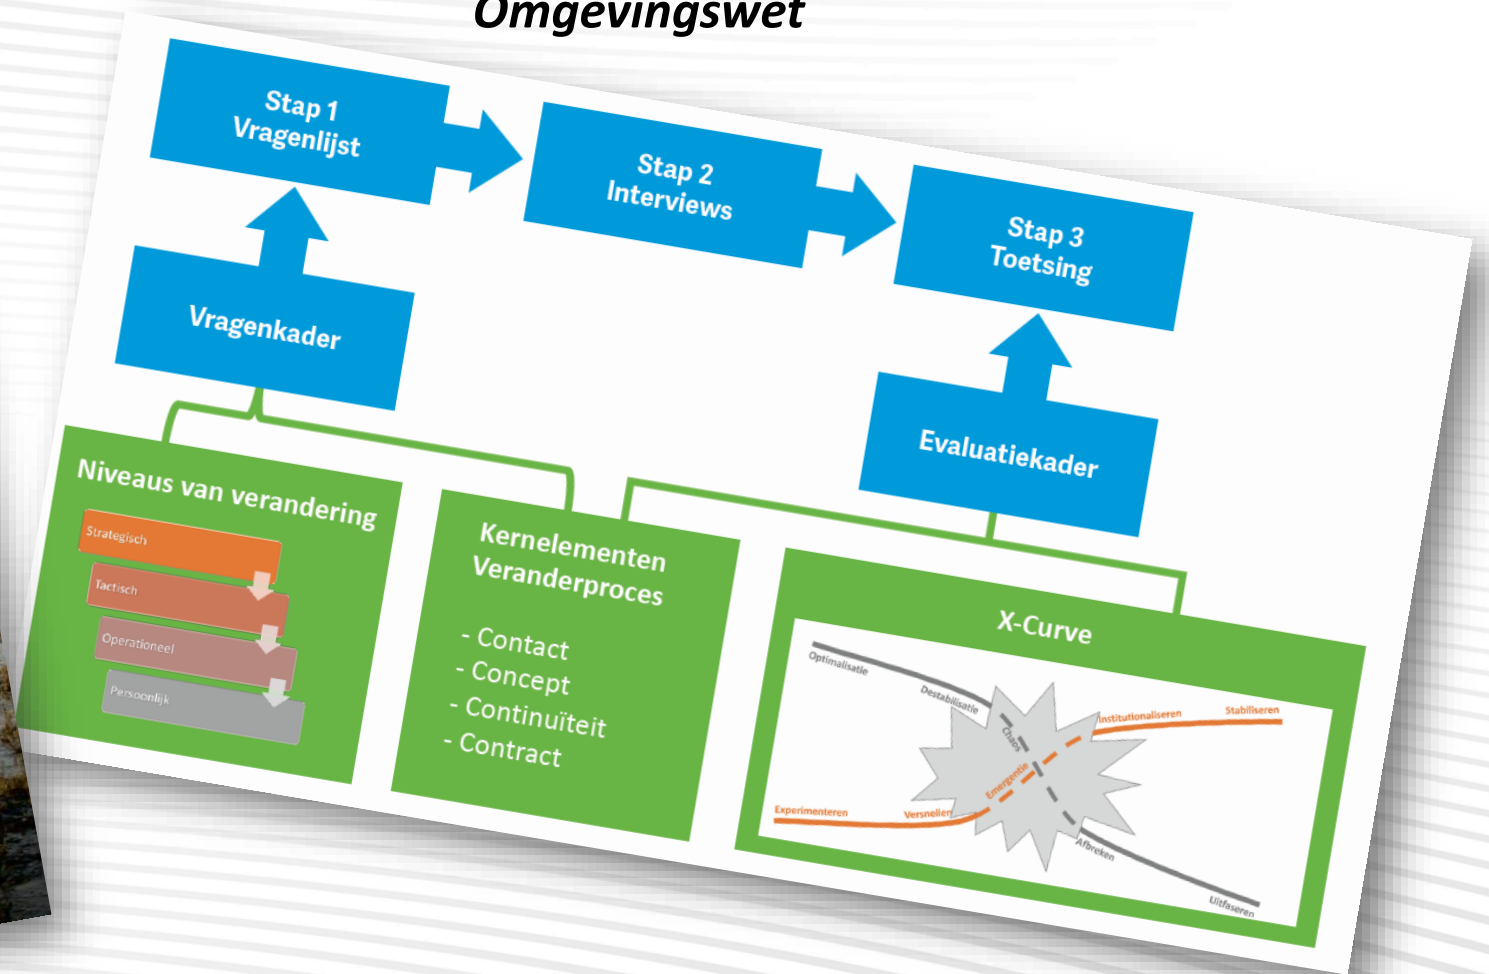 Omgevingswet
Stap 1
Vragenlijst
Stap 2
Interviews
Stap 3
Toetsing
Vragenkader
Evaluatiekader
Niveaus van verandering
Strategisch
Tactisch
Operationeel
Persoonlijk
Kernelementen
Veranderproces
- Contact
- Concept
- Continuïteit
- Contract
X-Curve
Optimalisatie
Destabilisatie
Chaos
Institutionaliseren
Stabiliseren
Emergentie
Experimenteren
Versnellen
Afbreken
Uitfaseren